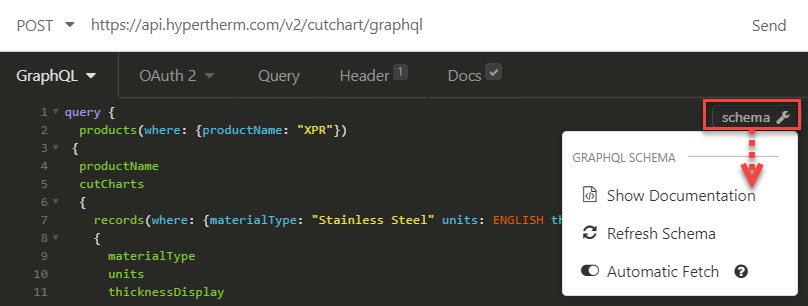 POST https://api.hypertherm.com/v2/cutchart/graphql Send
GraphQL OAuth 2 Query Header 1 Docs
schema
1 query {
2 products(where: {productName: "XPR"})
3 {
4 productName
5 cutCharts
6 {
7 records(where: {materialType: "Stainless Steel" units: ENGLISH th
8 {
9 materialType
10 units
11 thicknessDisplay
GRAPHQL SCHEMA
Show Documentation
Refresh Schema
Automatic Fetch ?